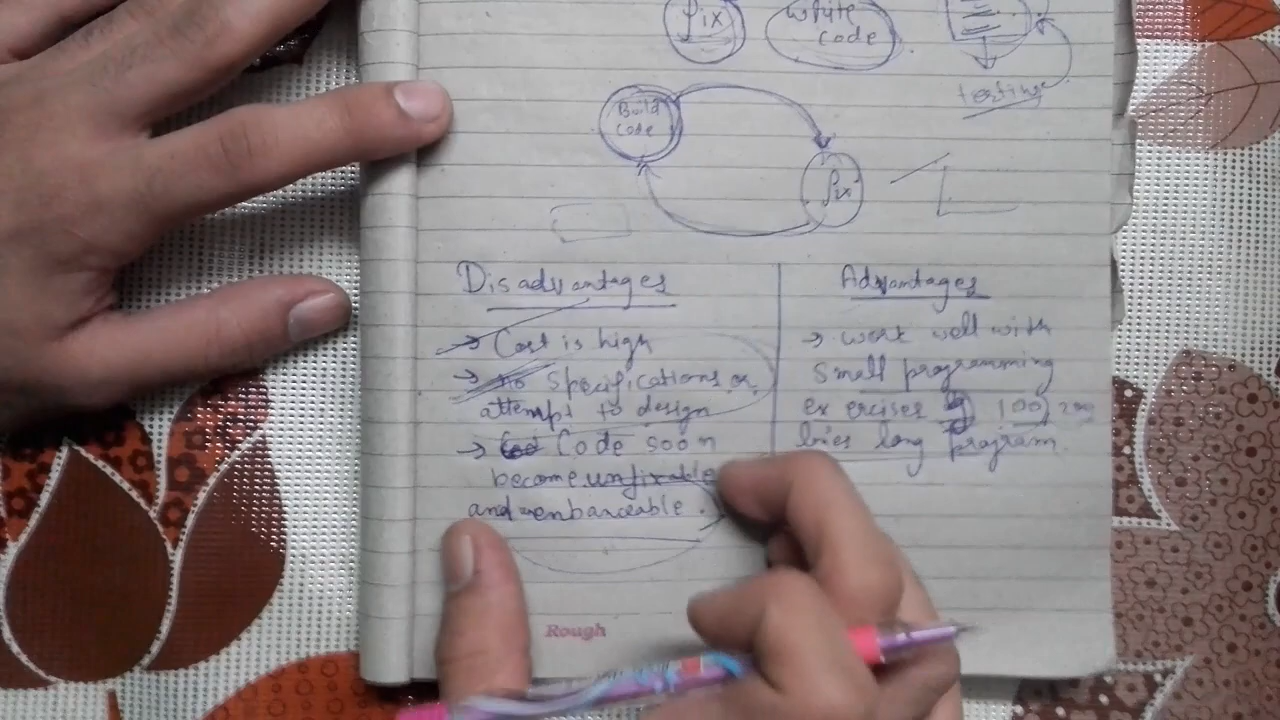 fix
write
code
testing
Build
Code
fix
Disadvantages
→ Cost is high
→ no Specifications or
attempt to design
→ Code soon
become unfixable
and
Advantages
→ work well with
Small programming
exercises 100, 200
lines long program.
Rough